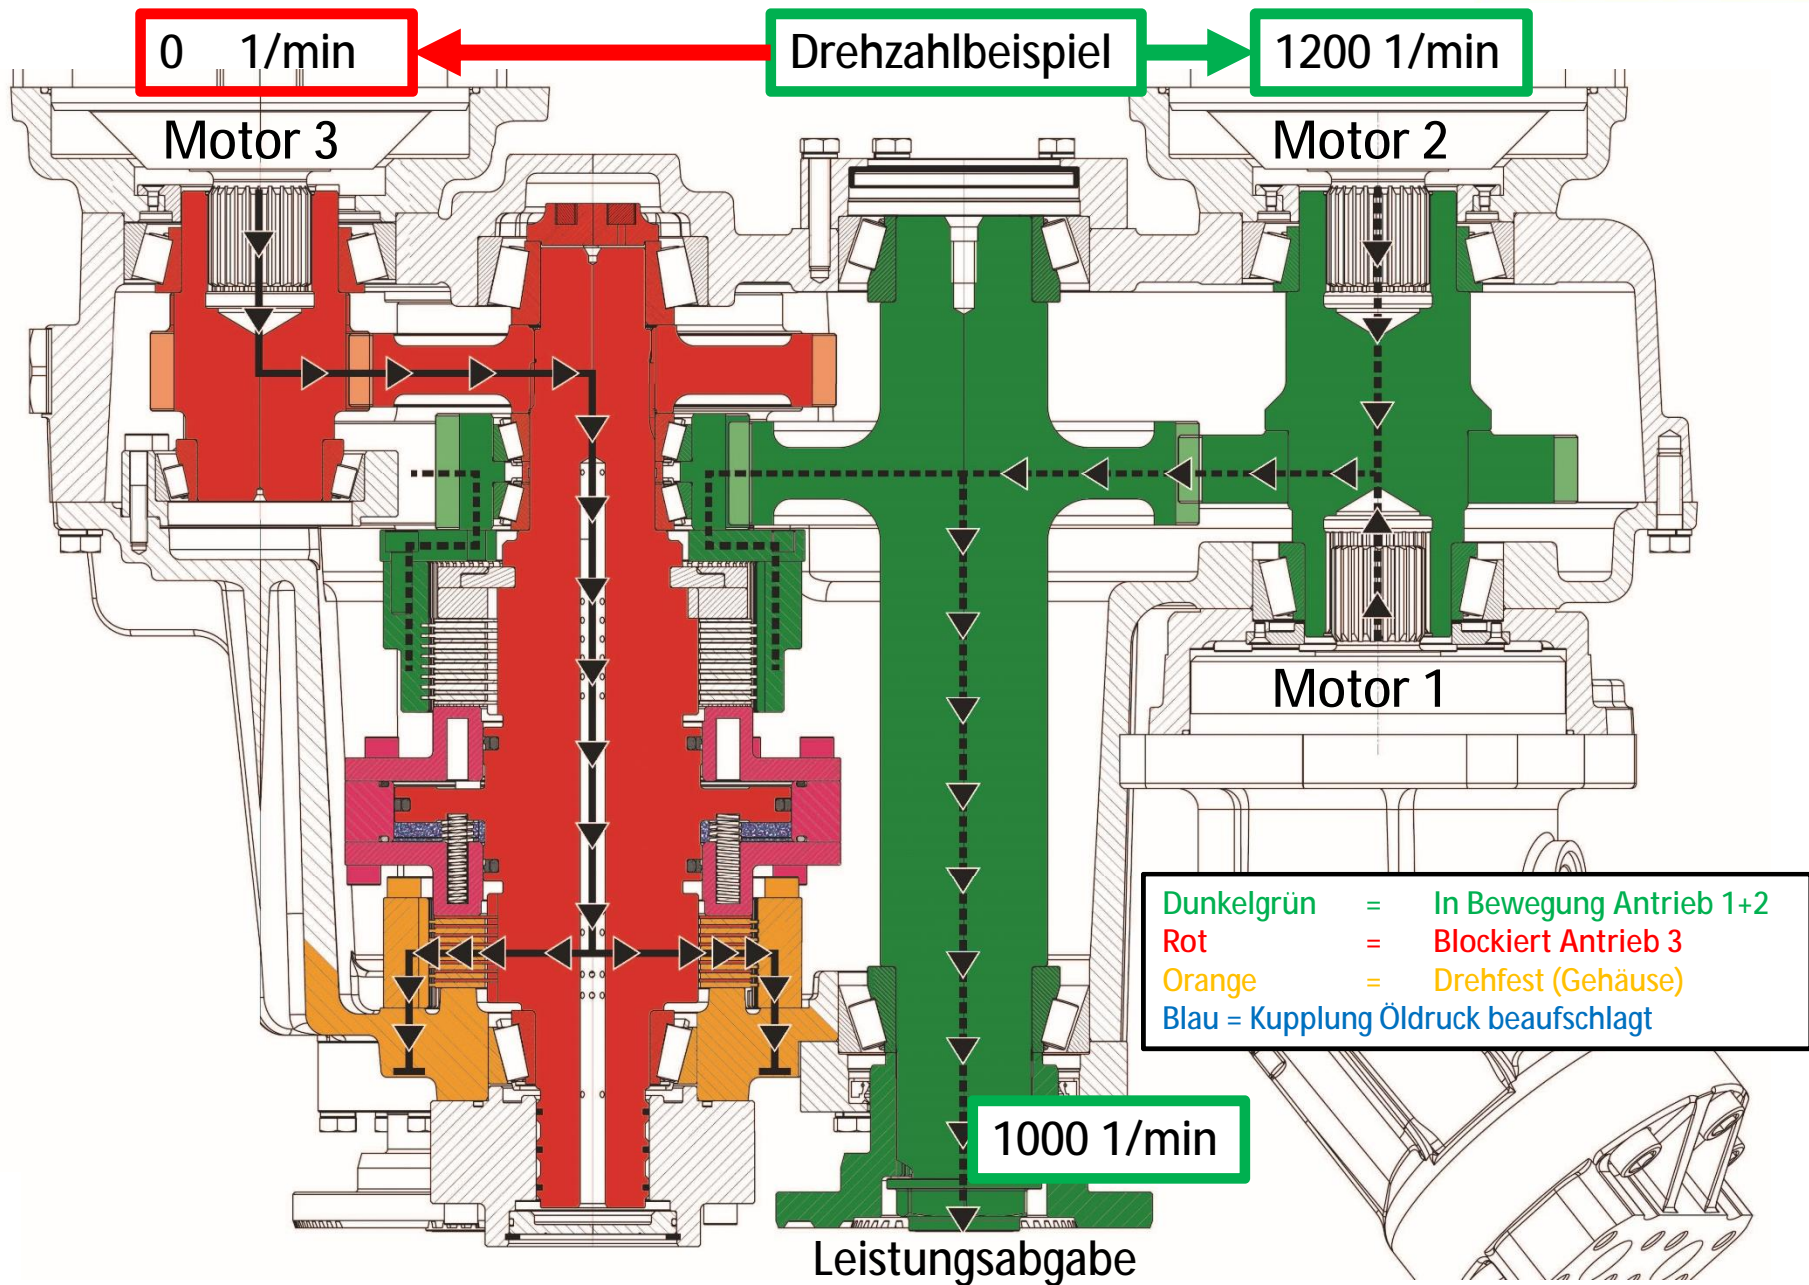 0 1/min
Drehzahlbeispiel
1200 1/min
Motor 3
Motor 2
Motor 1
Dunkelgrün = In Bewegung Antrieb 1+2
Rot = Blockiert Antrieb 3
Orange = Drehfest (Gehäuse)
Blau = Kupplung Öldruck beaufschlagt
1000 1/min
Leistungsabgabe